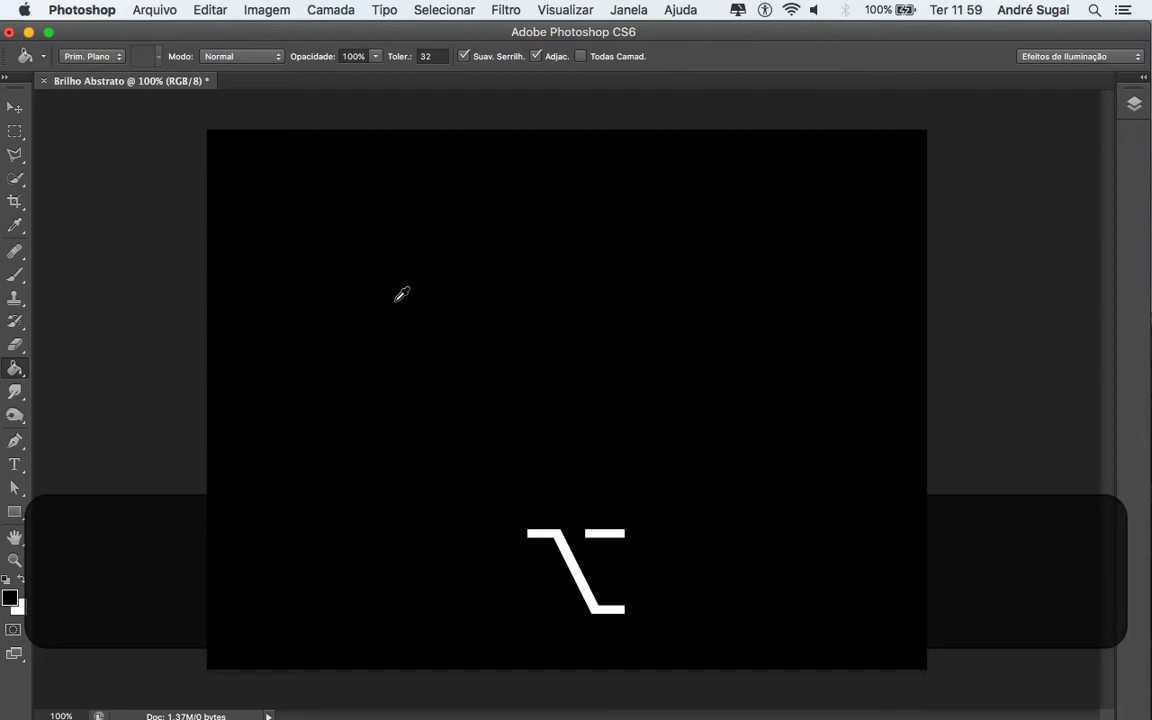 Photoshop Arquivo Editar Imagem Camada Tipo Selecionar Filtro Visualizar Janela Ajuda 100% Ter 11 59 André Sugai
Adobe Photoshop CS6
Prim. Plano Modo: Normal Opacidade: 100% Toler.: 32 Suav. Serrilh. Adjac. Todas Camad. Efeitos de Iluminação
× Brilho Abstrato @ 100% (RGB/8) *
100% Doc: 1,37M/0 bytes